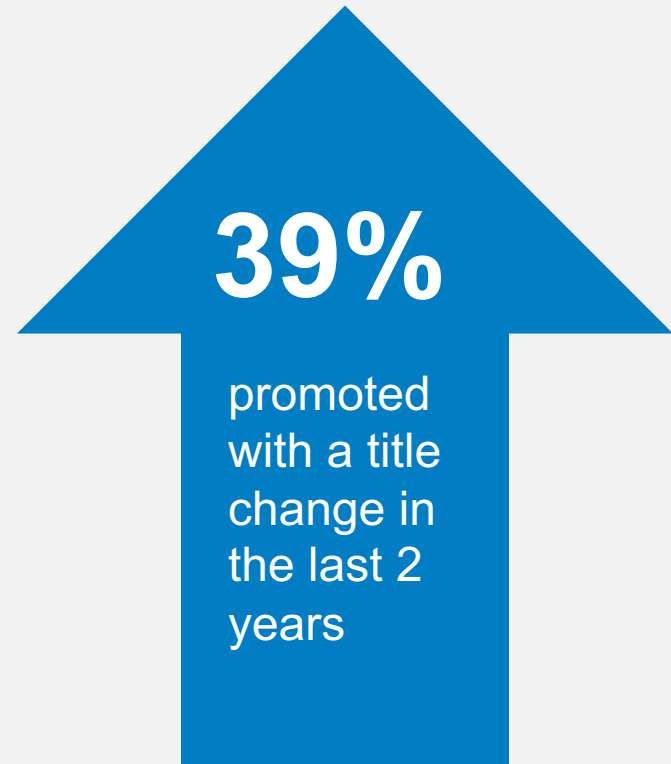 39%
promoted
with a title
change in
the last 2
years